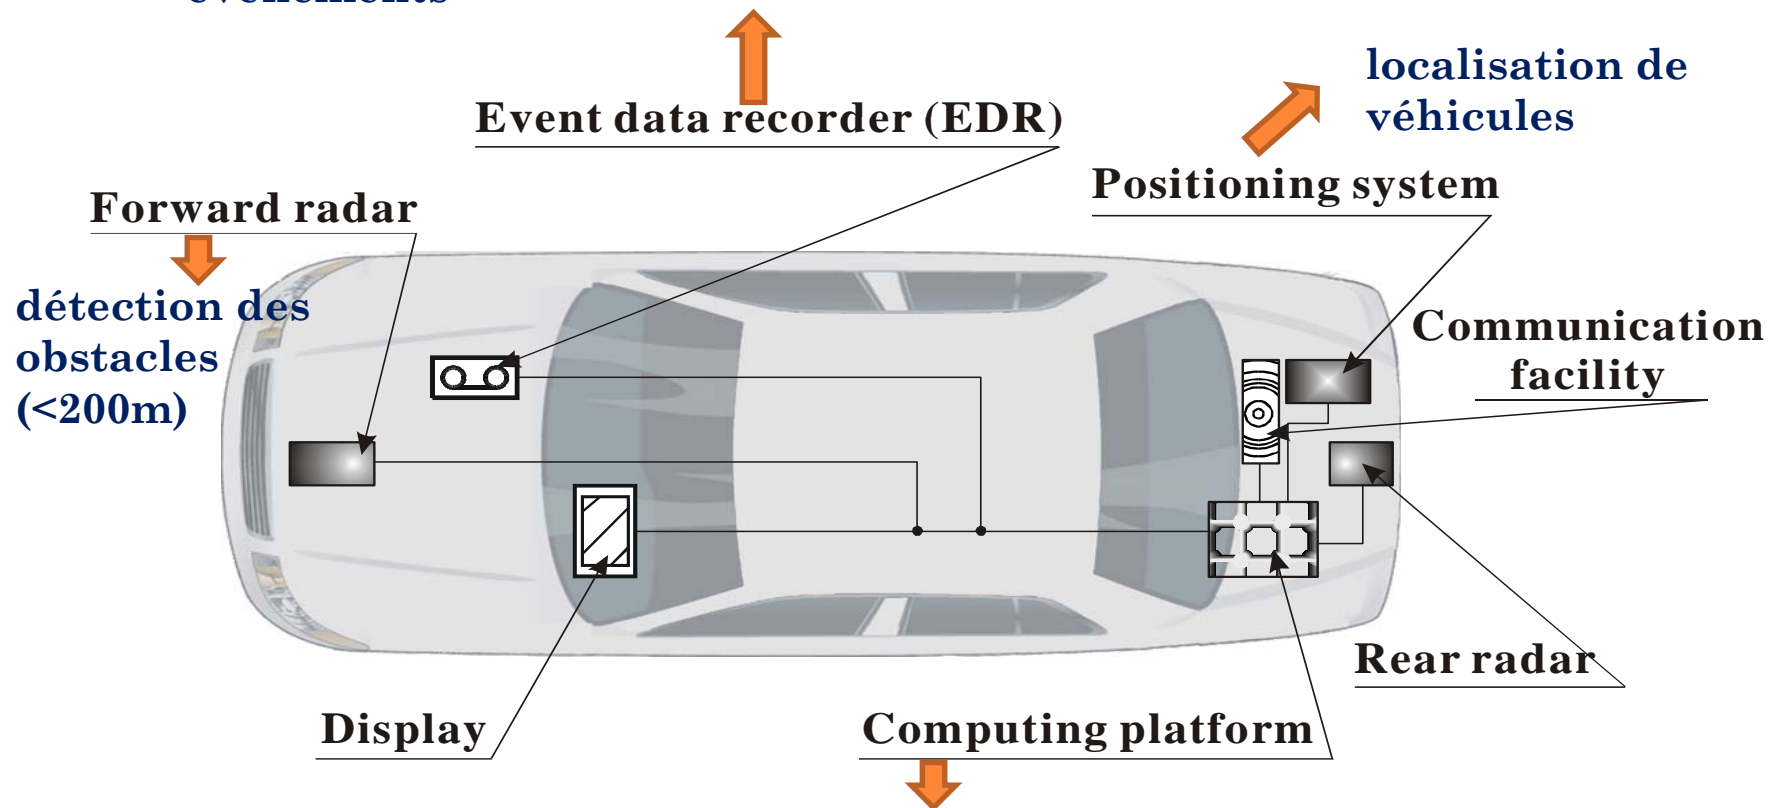 localisation de
véhicules
Event data recorder (EDR)
Positioning system
Forward radar
détection des
obstacles
(<200m)
Communication
facility
Rear radar
Display
Computing platform